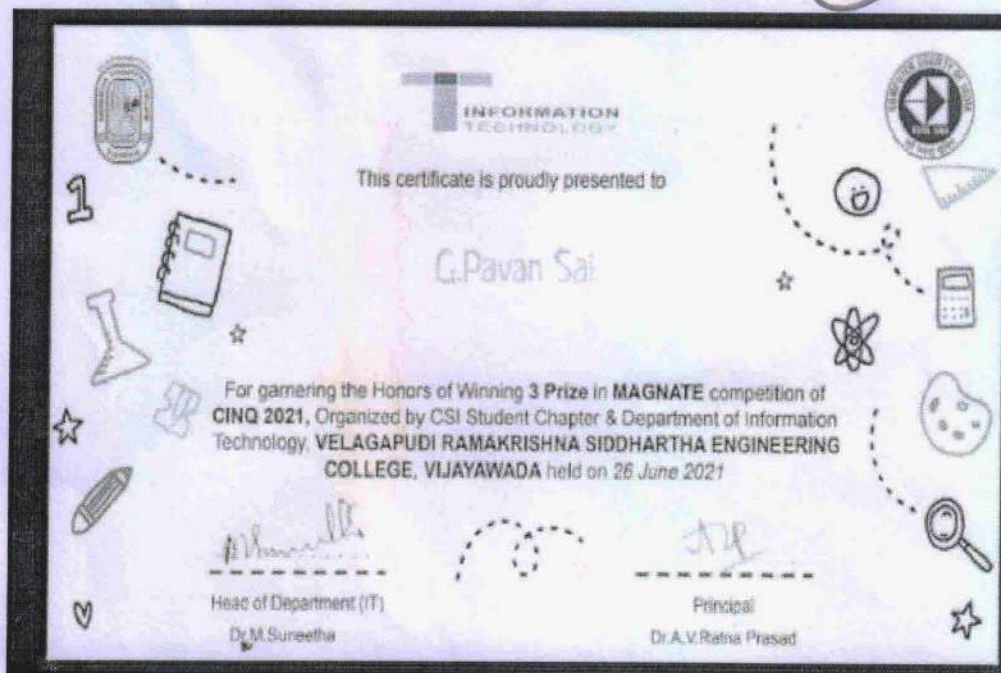 INFORMATION
TECHNOLOGY
This certificate is proudly presented to
G.Pavan Sai
For garnering the Honors of Winning 3 Prize in MAGNATE competition of
CINQ 2021, Organized by CSI Student Chapter & Department of Information
Technology, VELAGAPUDI RAMAKRISHNA SIDDHARTHA ENGINEERING
COLLEGE, VIJAYAWADA held on 26 June 2021
Head of Department (IT)
Dr.M.Suneetha
Principal
Dr.A.V.Ratna Prasad